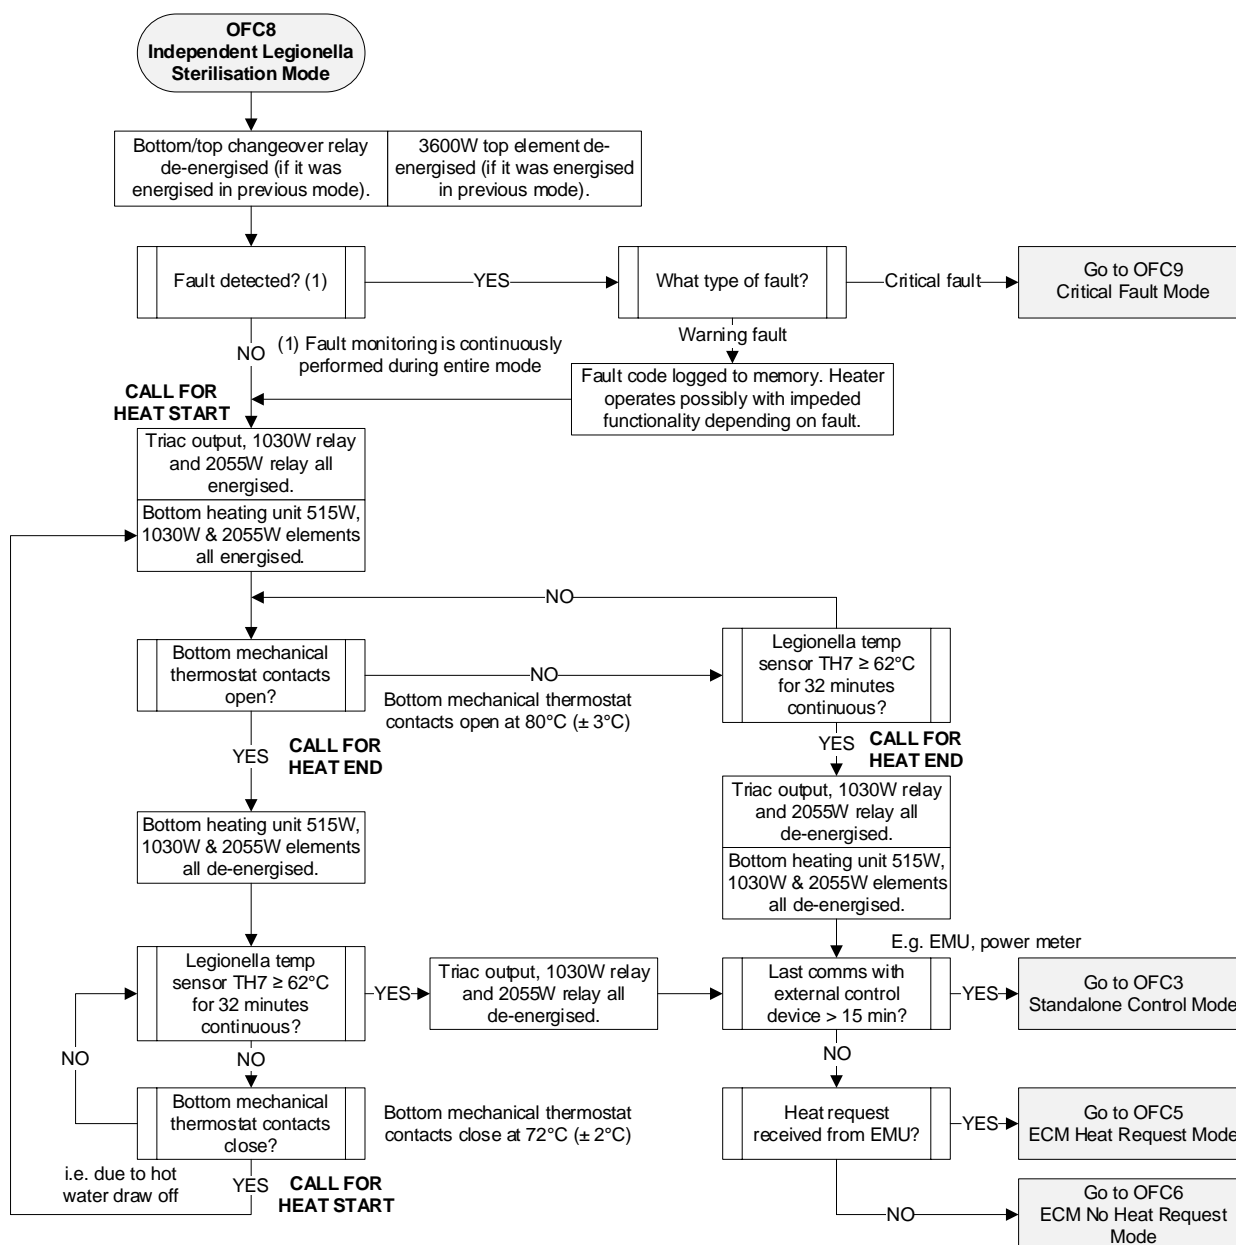 OFC8
Independent Legionella
Sterilisation Mode
Bottom/top changeover relay
de-energised (if it was
energised in previous mode).
3600W top element de-
energised (if it was energised
in previous mode).
Fault detected? (1)
YES
What type of fault?
Critical fault
Go to OFC9
Critical Fault Mode
NO
(1) Fault monitoring is continuously
performed during entire mode
Warning fault
Fault code logged to memory. Heater
operates possibly with impeded
functionality depending on fault.
CALL FOR
HEAT START
Triac output, 1030W relay
and 2055W relay all
energised.
Bottom heating unit 515W,
1030W & 2055W elements
all energised.
NO
Bottom mechanical
thermostat contacts
open?
NO
Bottom mechanical thermostat
contacts open at 80°C (± 3°C)
Legionella temp
sensor TH7 ≥ 62°C
for 32 minutes
continuous?
YES
CALL FOR
HEAT END
YES
CALL FOR
HEAT END
Bottom heating unit 515W,
1030W & 2055W elements
all de-energised.
Triac output, 1030W relay
and 2055W relay all
de-energised.
Bottom heating unit 515W,
1030W & 2055W elements
all de-energised.
Legionella temp
sensor TH7 ≥ 62°C
for 32 minutes
continuous?
YES
Triac output, 1030W relay
and 2055W relay all
de-energised.
E.g. EMU, power meter
Last comms with
external control
device > 15 min?
YES
Go to OFC3
Standalone Control Mode
NO
NO
NO
Bottom mechanical
thermostat contacts
close?
Bottom mechanical thermostat
contacts close at 72°C (± 2°C)
Heat request
received from EMU?
YES
Go to OFC5
ECM Heat Request Mode
i.e. due to hot
water draw off
YES
CALL FOR
HEAT START
NO
Go to OFC6
ECM No Heat Request
Mode